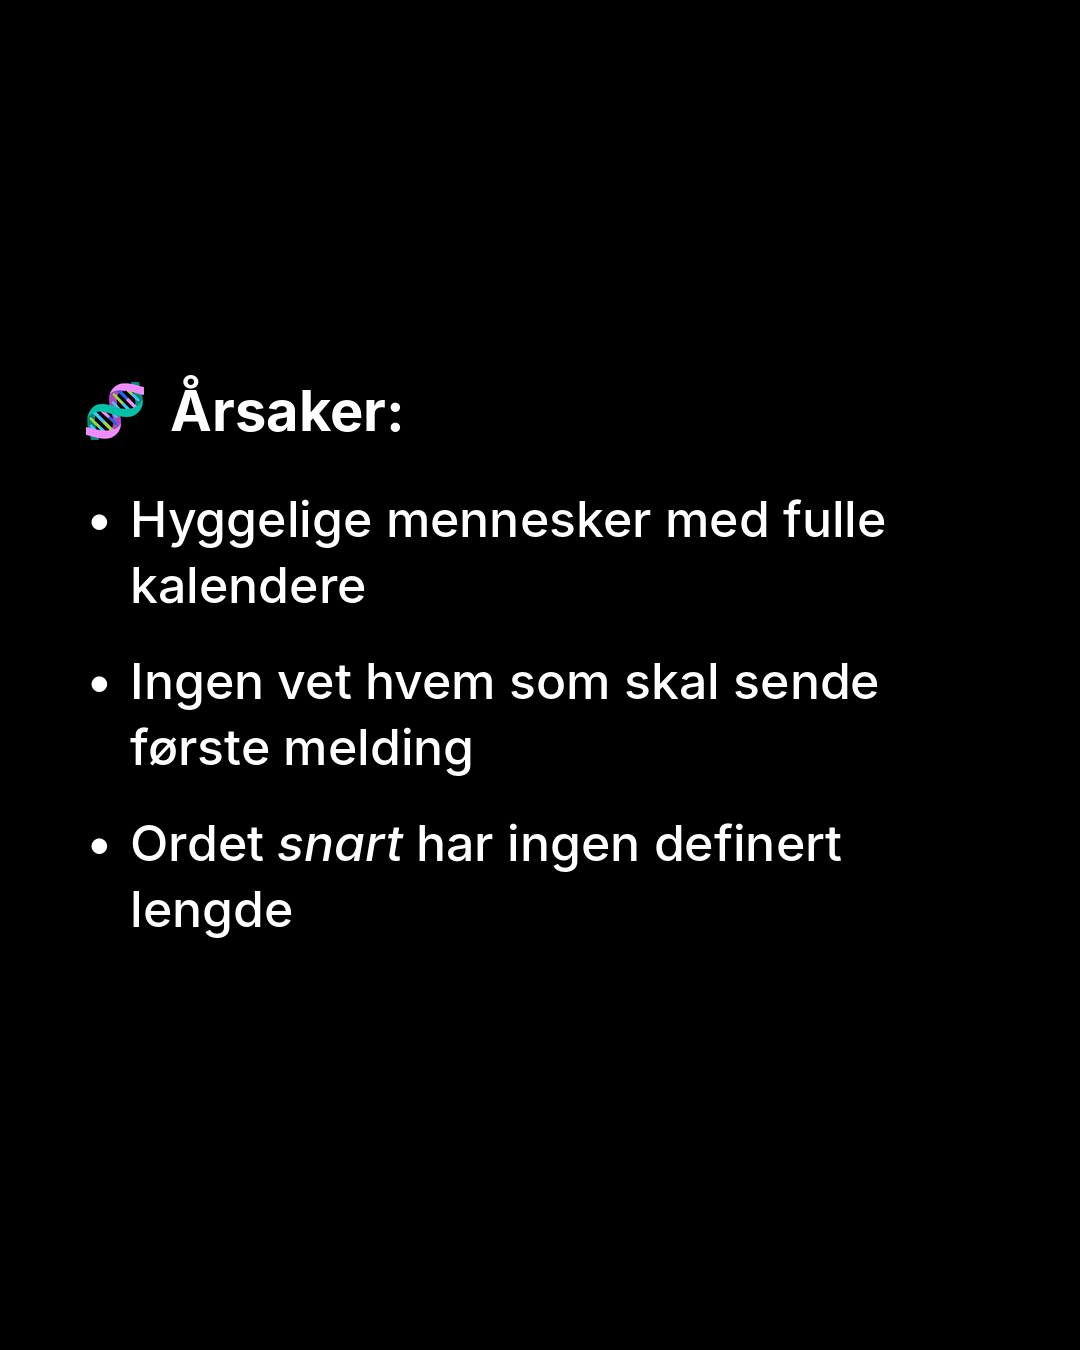 🧬 Årsaker:
• Hyggelige mennesker med fulle
kalendere
• Ingen vet hvem som skal sende
første melding
• Ordet snart har ingen definert
lengde